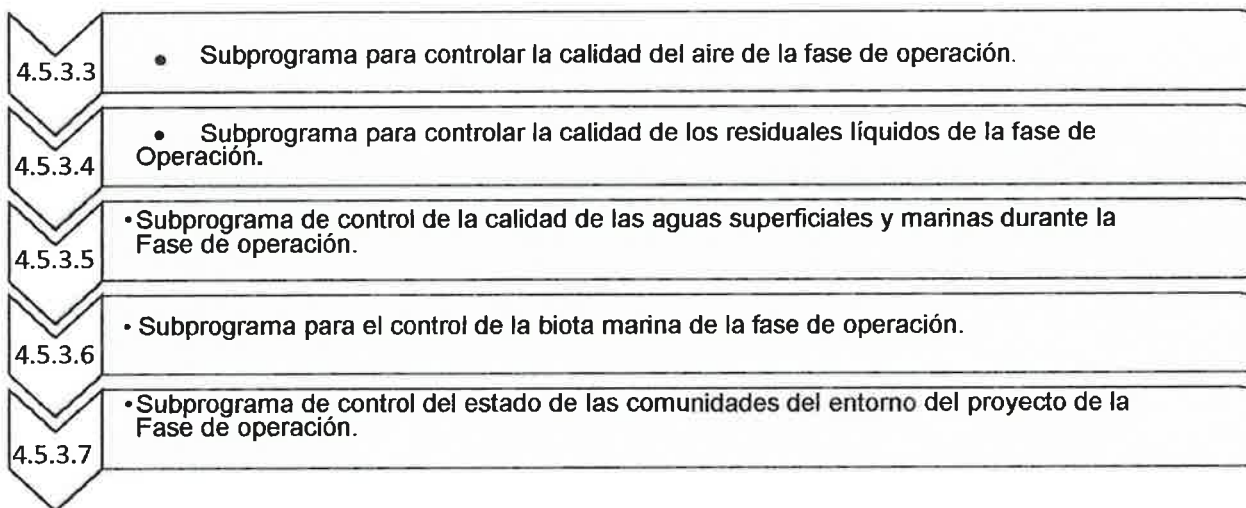 4.5.3.3
• Subprograma para controlar la calidad del aire de la fase de operación.
4.5.3.4
• Subprograma para controlar la calidad de los residuales líquidos de la fase de
Operación.
4.5.3.5
•Subprograma de control de la calidad de las aguas superficiales y marinas durante la
Fase de operación.
4.5.3.6
• Subprograma para el control de la biota marina de la fase de operación.
4.5.3.7
•Subprograma de control del estado de las comunidades del entorno del proyecto de la
Fase de operación.